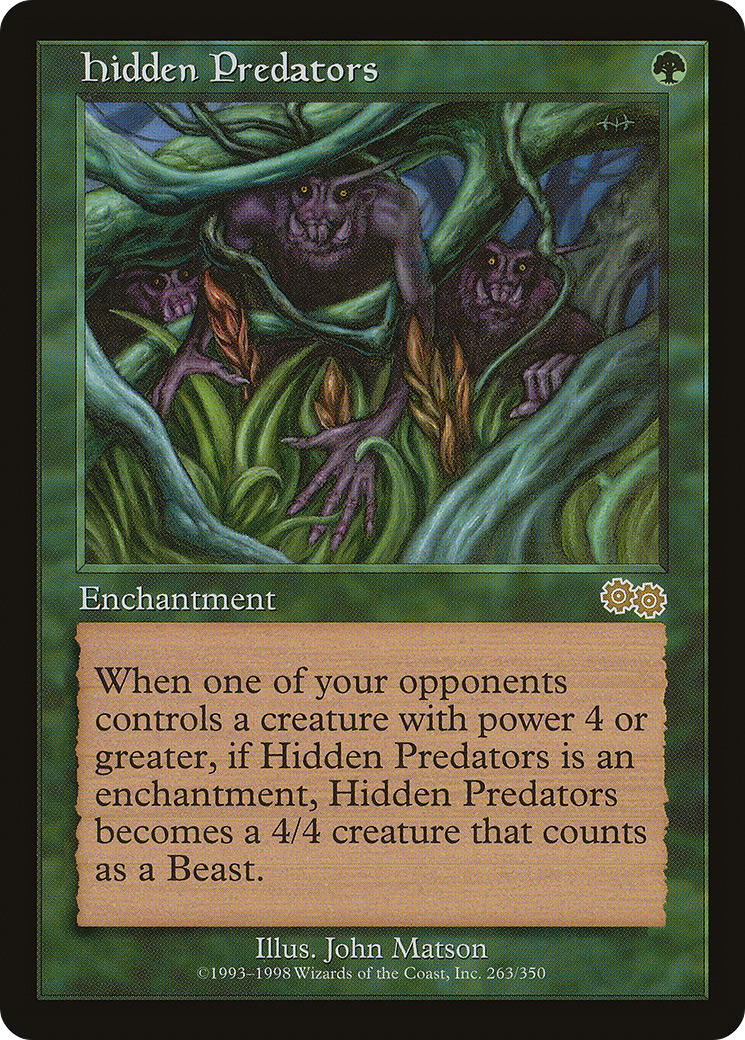 Hidden Predators
Enchantment
When one of your opponents
controls a creature with power 4 or
greater, if Hidden Predators is an
enchantment, Hidden Predators
becomes a 4/4 creature that counts
as a Beast.
Illus. John Matson
©1993–1998 Wizards of the Coast, Inc. 263/350